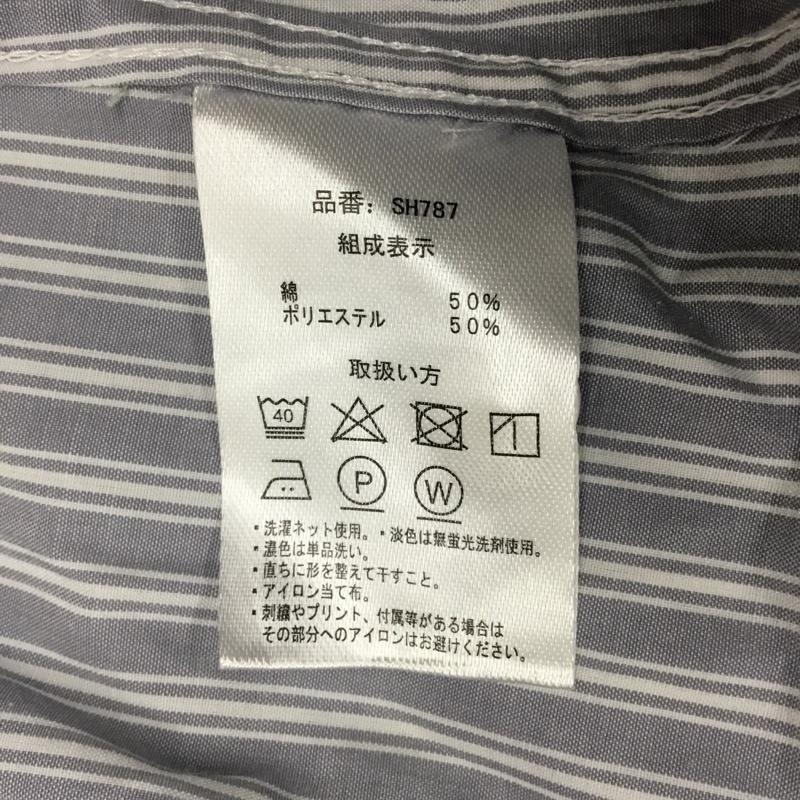 品番: SH787
組成表示
綿 50%
ポリエステル 50%
取扱い方
40
P W
・洗濯ネット使用。・淡色は無蛍光洗剤使用。
・濃色は単品洗い。
・直ちに形を整えて干すこと。
・アイロン当て布。
・刺繍やプリント、付属等がある場合は
その部分へのアイロンはお避けください。